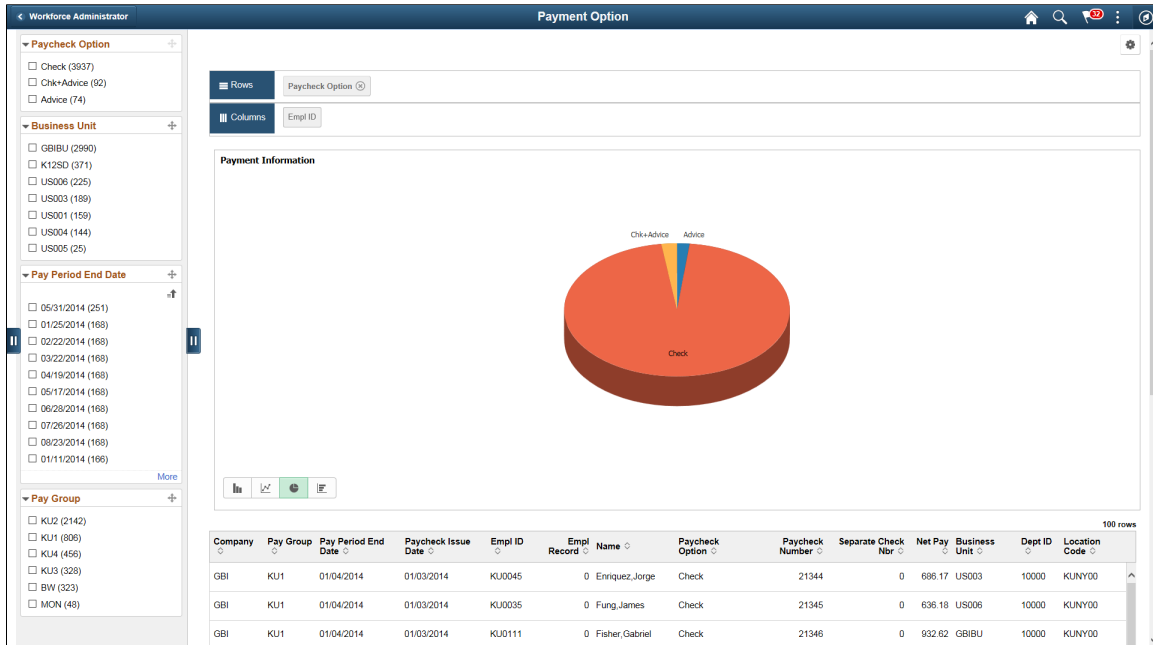 Workforce Administrator
Payment Option
32
Paycheck Option
Check (3937)
Chk+Advice (92)
Advice (74)
Business Unit
GBIBU (2990)
K12SD (371)
US006 (225)
US003 (189)
US001 (159)
US004 (144)
US005 (25)
Pay Period End Date
05/31/2014 (251)
01/25/2014 (168)
02/22/2014 (168)
03/22/2014 (168)
04/19/2014 (168)
05/17/2014 (168)
06/28/2014 (168)
07/26/2014 (168)
08/23/2014 (168)
01/11/2014 (166)
More
Pay Group
KU2 (2142)
KU1 (806)
KU4 (456)
KU3 (328)
BW (323)
MON (48)
Rows Paycheck Option
Columns Empl ID
Payment Information
Chk+Advice Advice
Check
100 rows
Company Pay Group Pay Period End Date Paycheck Issue Date Empl ID Empl Record Name Paycheck Option Paycheck Number Separate Check Nbr Net Pay Business Unit Dept ID Location Code
GBI KU1 01/04/2014 01/03/2014 KU0045 0 Enriquez,Jorge Check 21344 0 686.17 US003 10000 KUNY00
GBI KU1 01/04/2014 01/03/2014 KU0035 0 Fung,James Check 21345 0 636.18 US006 10000 KUNY00
GBI KU1 01/04/2014 01/03/2014 KU0111 0 Fisher,Gabriel Check 21346 0 932.62 GBIBU 10000 KUNY00